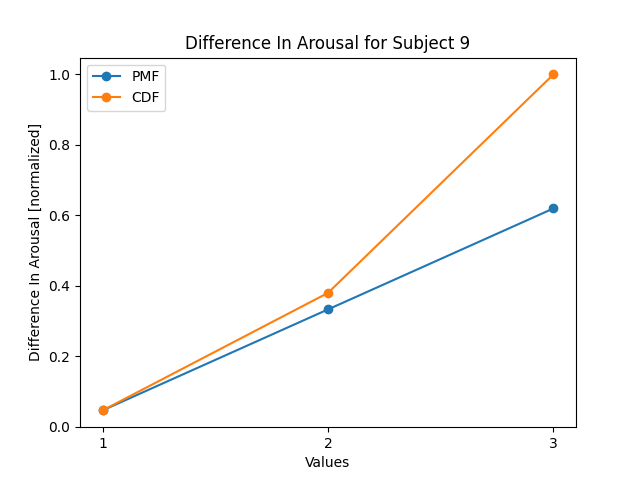 Difference In Arousal for Subject 9
PMF
CDF
Difference In Arousal [normalized]
1.0
0.8
0.6
0.4
0.2
0.0
1 2 3
Values